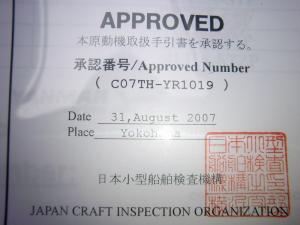 APPROVED
本原動機取扱手引書を承認する。
承認番号/Approved Number
( C07TH-YR1019 )
Date 31,August 2007
Place Yokohama
日本小型船舶検査機構
JAPAN CRAFT INSPECTION ORGANIZATION